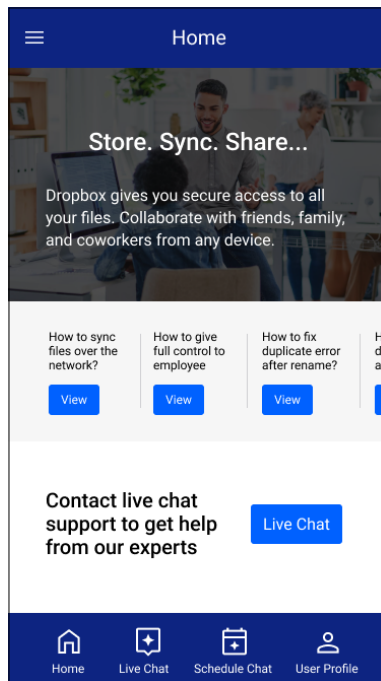 Home
Store. Sync. Share...
Dropbox gives you secure access to all
your files. Collaborate with friends, family,
and coworkers from any device.
How to sync
files over the
network?
View
How to give
full control to
employee
View
How to fix
duplicate error
after rename?
View
Contact live chat
support to get help
from our experts
Live Chat
Home
Live Chat
Schedule Chat
User Profile